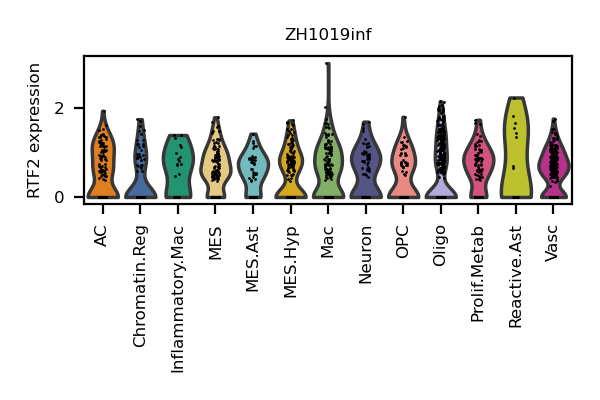 ZH1019inf
RTF2 expression
2
0
AC
Chromatin.Reg
Inflammatory.Mac
MES
MES.Ast
MES.Hyp
Mac
Neuron
OPC
Oligo
Prolif.Metab
Reactive.Ast
Vasc